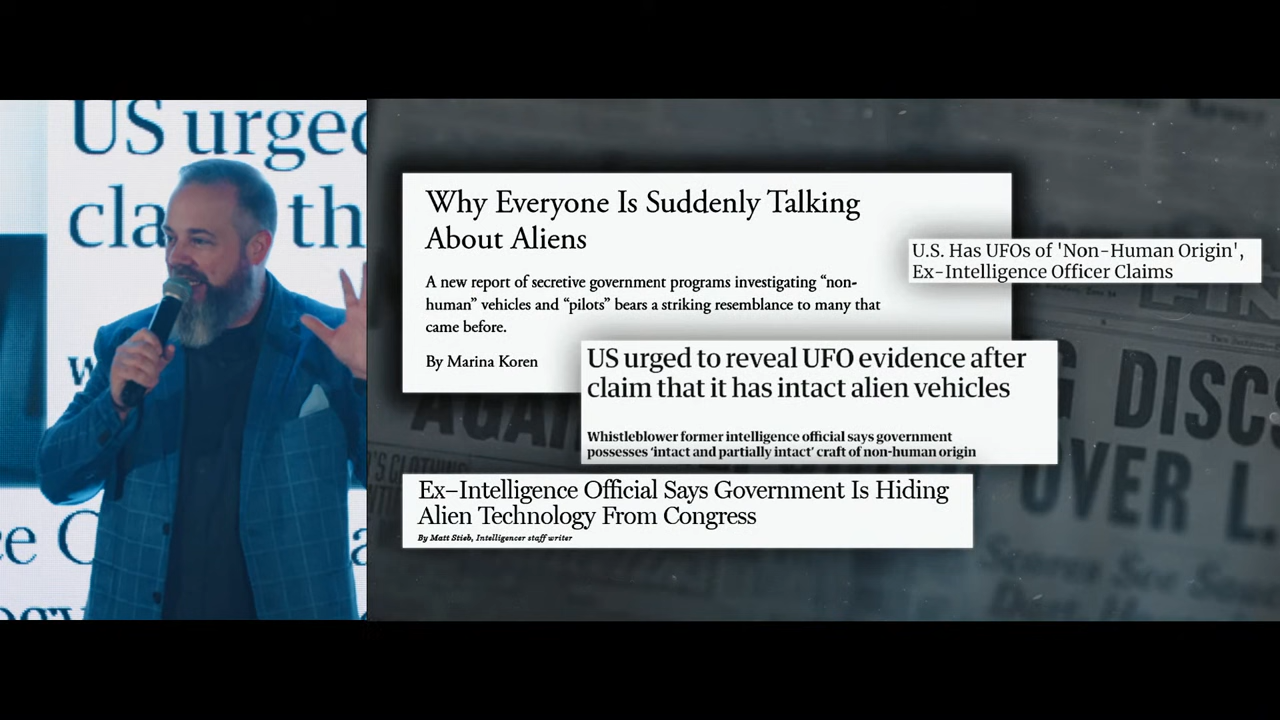 US urged
cla th
w
ce C
Why Everyone Is Suddenly Talking
About Aliens
A new report of secretive government programs investigating “non-
human” vehicles and “pilots” bears a striking resemblance to many that
came before.
By Marina Koren
U.S. Has UFOs of 'Non-Human Origin',
Ex-Intelligence Officer Claims
US urged to reveal UFO evidence after
claim that it has intact alien vehicles
Whistleblower former intelligence official says government
possesses ‘intact and partially intact’ craft of non-human origin
Ex–Intelligence Official Says Government Is Hiding
Alien Technology From Congress
By Matt Stieb, Intelligencer staff writer
AGAIN
DISCS
OVER L.